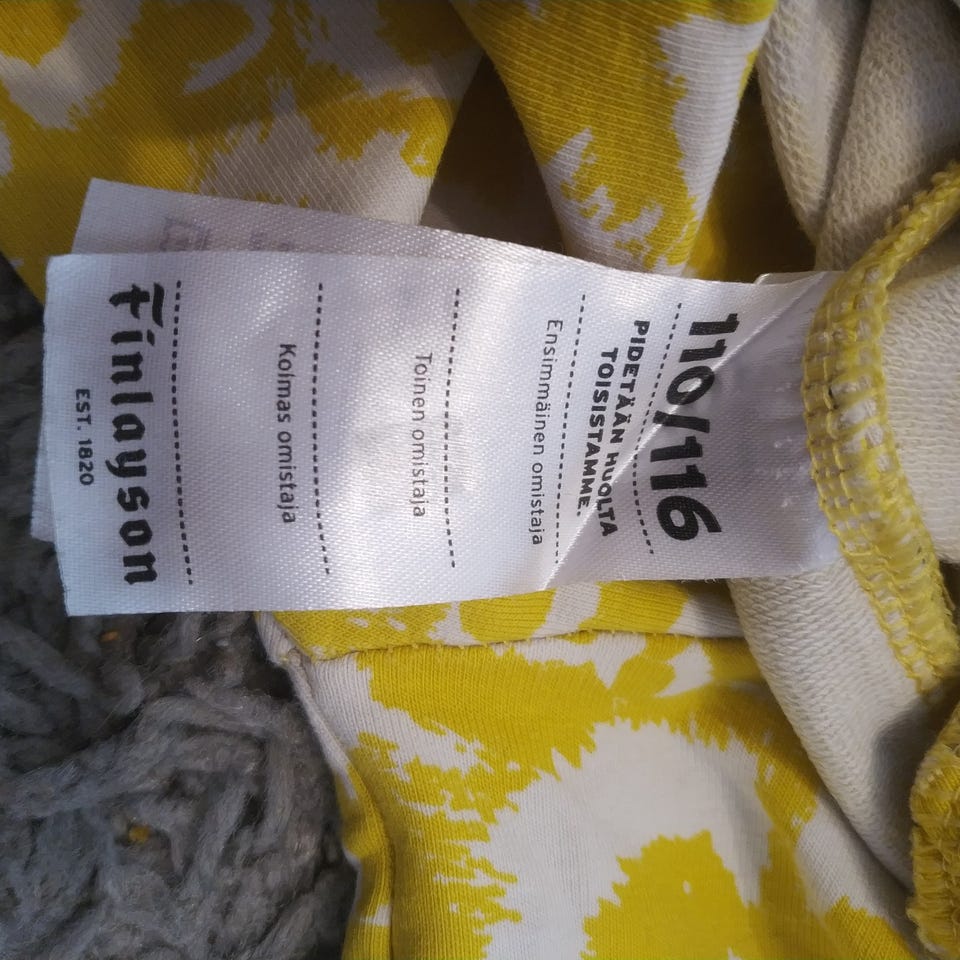 110/116
PIDETÄÄN HUOLTA
TOISISTAMME.
Ensimmäinen omistaja
Toinen omistaja
Kolmas omistaja
Finlayson
EST. 1820